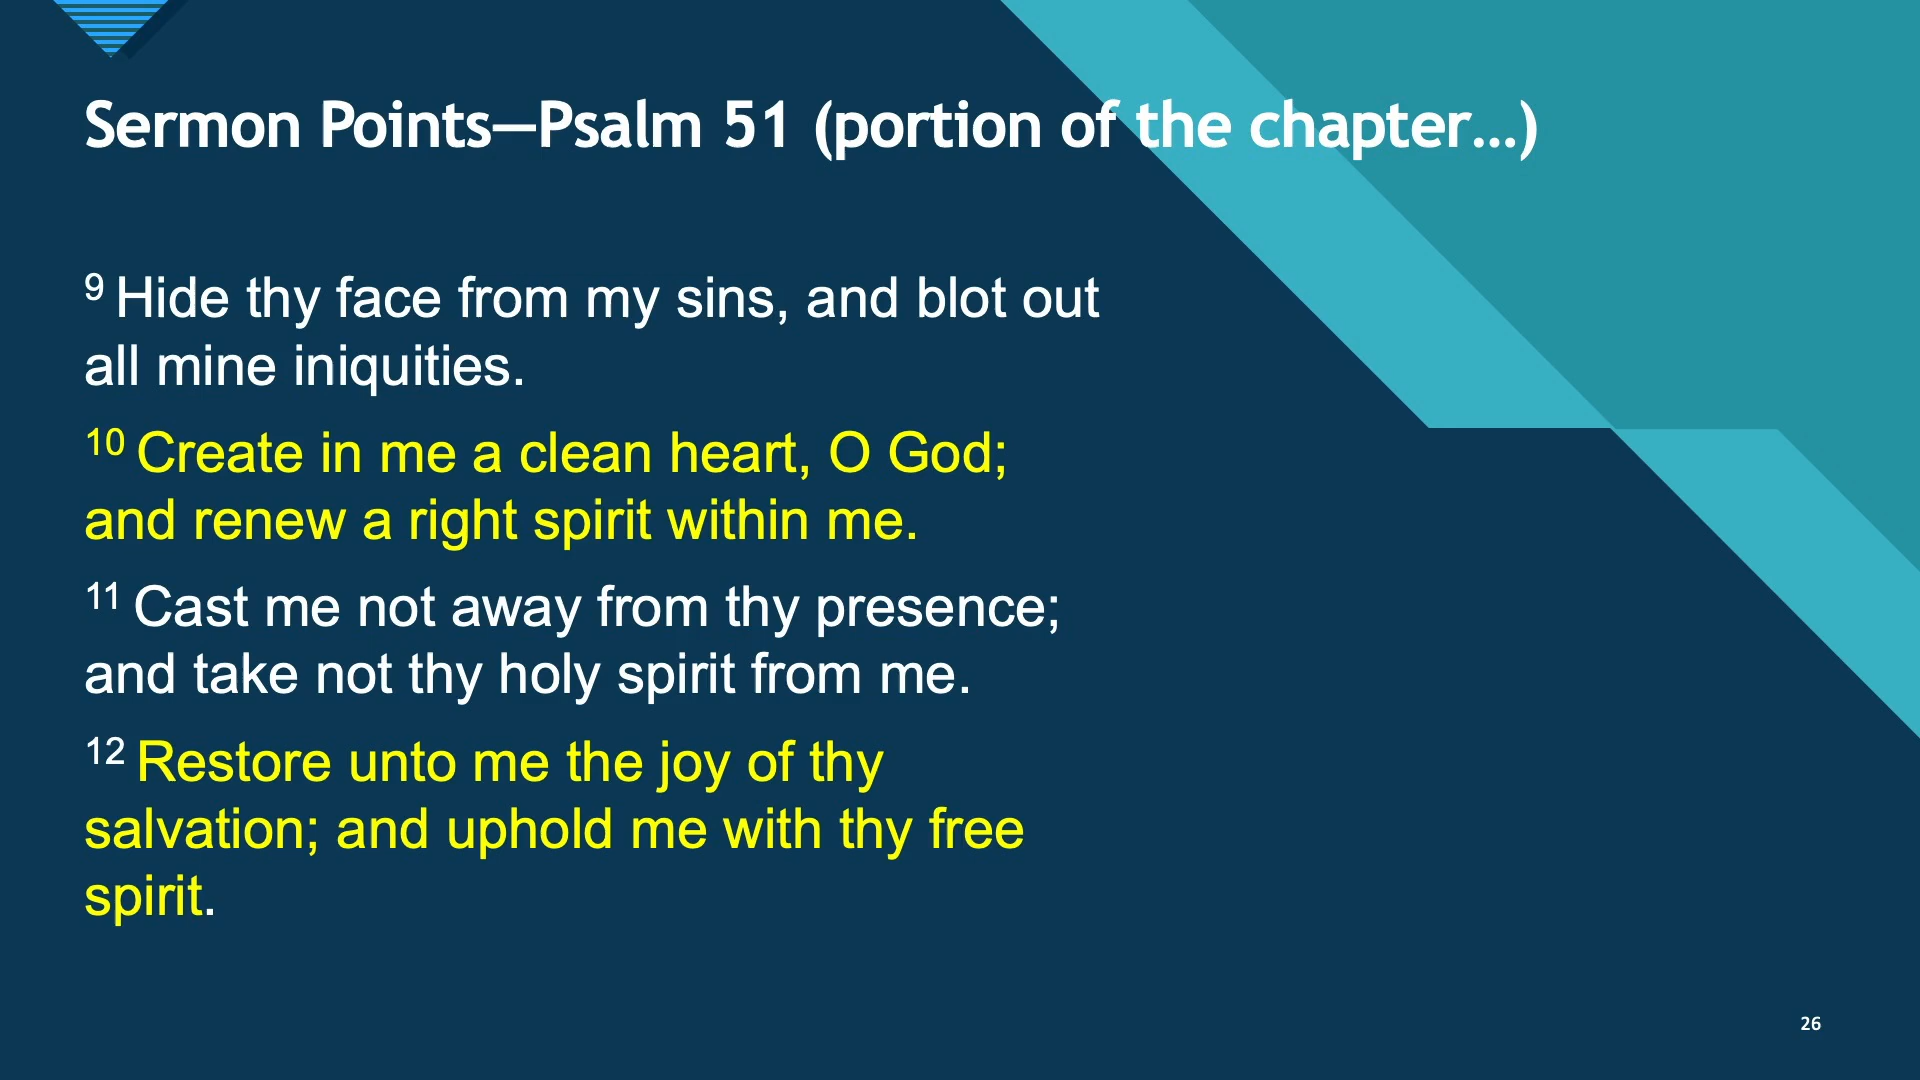 Sermon Points—Psalm 51 (portion of the chapter…)
9 Hide thy face from my sins, and blot out
all mine iniquities.
10 Create in me a clean heart, O God;
and renew a right spirit within me.
11 Cast me not away from thy presence;
and take not thy holy spirit from me.
12 Restore unto me the joy of thy
salvation; and uphold me with thy free
spirit.
26